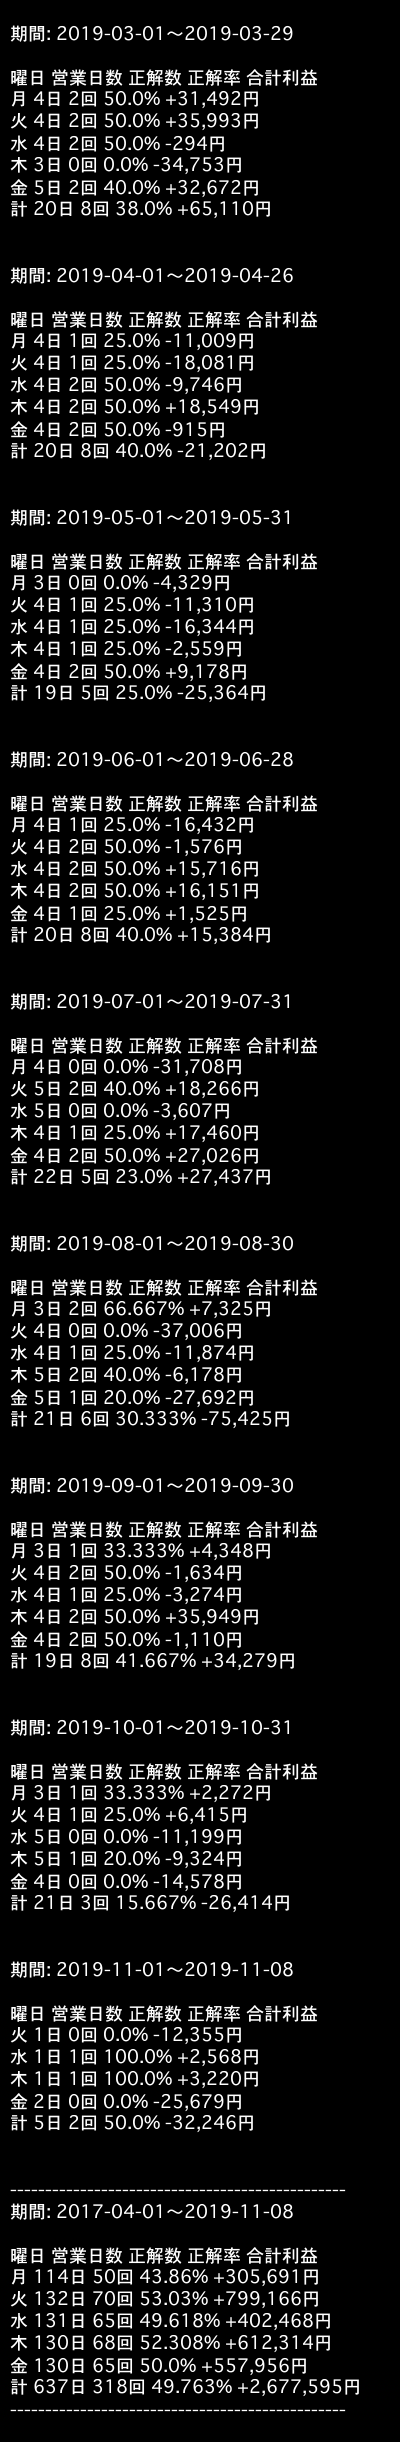 期間: 2019-03-01〜2019-03-29
曜日 営業日数 正解数 正解率 合計利益
月 4日 2回 50.0% +31,492円
火 4日 2回 50.0% +35,993円
水 4日 2回 50.0% -294円
木 3日 0回 0.0% -34,753円
金 5日 2回 40.0% +32,672円
計 20日 8回 38.0% +65,110円
期間: 2019-04-01〜2019-04-26
曜日 営業日数 正解数 正解率 合計利益
月 4日 1回 25.0% -11,009円
火 4日 1回 25.0% -18,081円
水 4日 2回 50.0% -9,746円
木 4日 2回 50.0% +18,549円
金 4日 2回 50.0% -915円
計 20日 8回 40.0% -21,202円
期間: 2019-05-01〜2019-05-31
曜日 営業日数 正解数 正解率 合計利益
月 3日 0回 0.0% -4,329円
火 4日 1回 25.0% -11,310円
水 4日 1回 25.0% -16,344円
木 4日 1回 25.0% -2,559円
金 4日 2回 50.0% +9,178円
計 19日 5回 25.0% -25,364円
期間: 2019-06-01〜2019-06-28
曜日 営業日数 正解数 正解率 合計利益
月 4日 1回 25.0% -16,432円
火 4日 2回 50.0% -1,576円
水 4日 2回 50.0% +15,716円
木 4日 2回 50.0% +16,151円
金 4日 1回 25.0% +1,525円
計 20日 8回 40.0% +15,384円
期間: 2019-07-01〜2019-07-31
曜日 営業日数 正解数 正解率 合計利益
月 4日 0回 0.0% -31,708円
火 5日 2回 40.0% +18,266円
水 5日 0回 0.0% -3,607円
木 4日 1回 25.0% +17,460円
金 4日 2回 50.0% +27,026円
計 22日 5回 23.0% +27,437円
期間: 2019-08-01〜2019-08-30
曜日 営業日数 正解数 正解率 合計利益
月 3日 2回 66.667% +7,325円
火 4日 0回 0.0% -37,006円
水 4日 1回 25.0% -11,874円
木 5日 2回 40.0% -6,178円
金 5日 1回 20.0% -27,692円
計 21日 6回 30.333% -75,425円
期間: 2019-09-01〜2019-09-30
曜日 営業日数 正解数 正解率 合計利益
月 3日 1回 33.333% +4,348円
火 4日 2回 50.0% -1,634円
水 4日 1回 25.0% -3,274円
木 4日 2回 50.0% +35,949円
金 4日 2回 50.0% -1,110円
計 19日 8回 41.667% +34,279円
期間: 2019-10-01〜2019-10-31
曜日 営業日数 正解数 正解率 合計利益
月 3日 1回 33.333% +2,272円
火 4日 1回 25.0% +6,415円
水 5日 0回 0.0% -11,199円
木 5日 1回 20.0% -9,324円
金 4日 0回 0.0% -14,578円
計 21日 3回 15.667% -26,414円
期間: 2019-11-01〜2019-11-08
曜日 営業日数 正解数 正解率 合計利益
火 1日 0回 0.0% -12,355円
水 1日 1回 100.0% +2,568円
木 1日 1回 100.0% +3,220円
金 2日 0回 0.0% -25,679円
計 5日 2回 50.0% -32,246円
------------------------------------------------
期間: 2017-04-01〜2019-11-08
曜日 営業日数 正解数 正解率 合計利益
月 114日 50回 43.86% +305,691円
火 132日 70回 53.03% +799,166円
水 131日 65回 49.618% +402,468円
木 130日 68回 52.308% +612,314円
金 130日 65回 50.0% +557,956円
計 637日 318回 49.763% +2,677,595円
------------------------------------------------